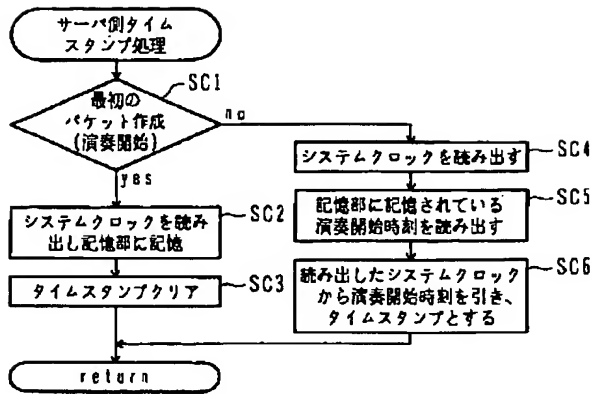 サーバ側タイム
スタンプ処理
SC1
最初の
パケット作成
(演奏開始)
no
yes
システムクロックを読み
出し記憶部に記憶
SC2
タイムスタンプクリア
SC3
システムクロックを読み出す
SC4
記憶部に記憶されている
演奏開始時刻を読み出す
SC5
読み出したシステムクロック
から演奏開始時刻を引き、
タイムスタンプとする
SC6
return